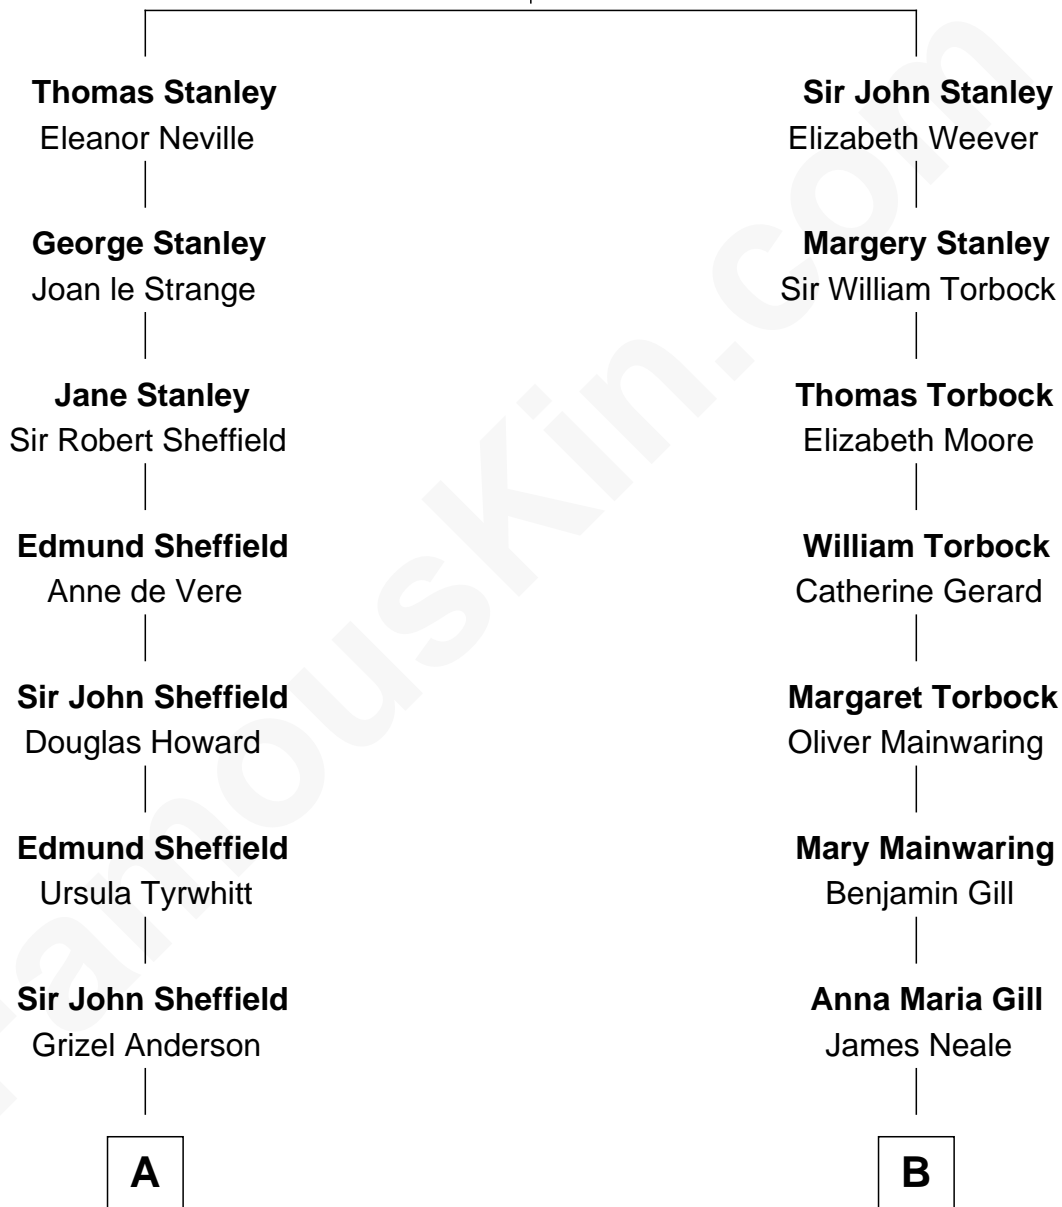 Thomas Stanley
Eleanor Neville
George Stanley
Joan le Strange
Jane Stanley
Sir Robert Sheffield
Edmund Sheffield
Anne de Vere
Sir John Sheffield
Douglas Howard
Edmund Sheffield
Ursula Tyrwhitt
Sir John Sheffield
Grizel Anderson
A
Sir John Stanley
Elizabeth Weever
Margery Stanley
Sir William Torbock
Thomas Torbock
Elizabeth Moore
William Torbock
Catherine Gerard
Margaret Torbock
Oliver Mainwaring
Mary Mainwaring
Benjamin Gill
Anna Maria Gill
James Neale
B
FamousKin.com